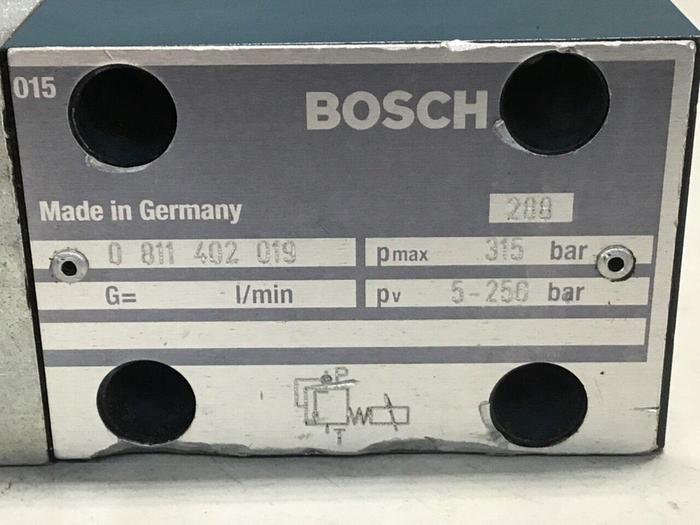 015
BOSCH
Made in Germany
288
0 811 402 019
pmax 315 bar
G= - l/min
pv 5-250 bar
P
T